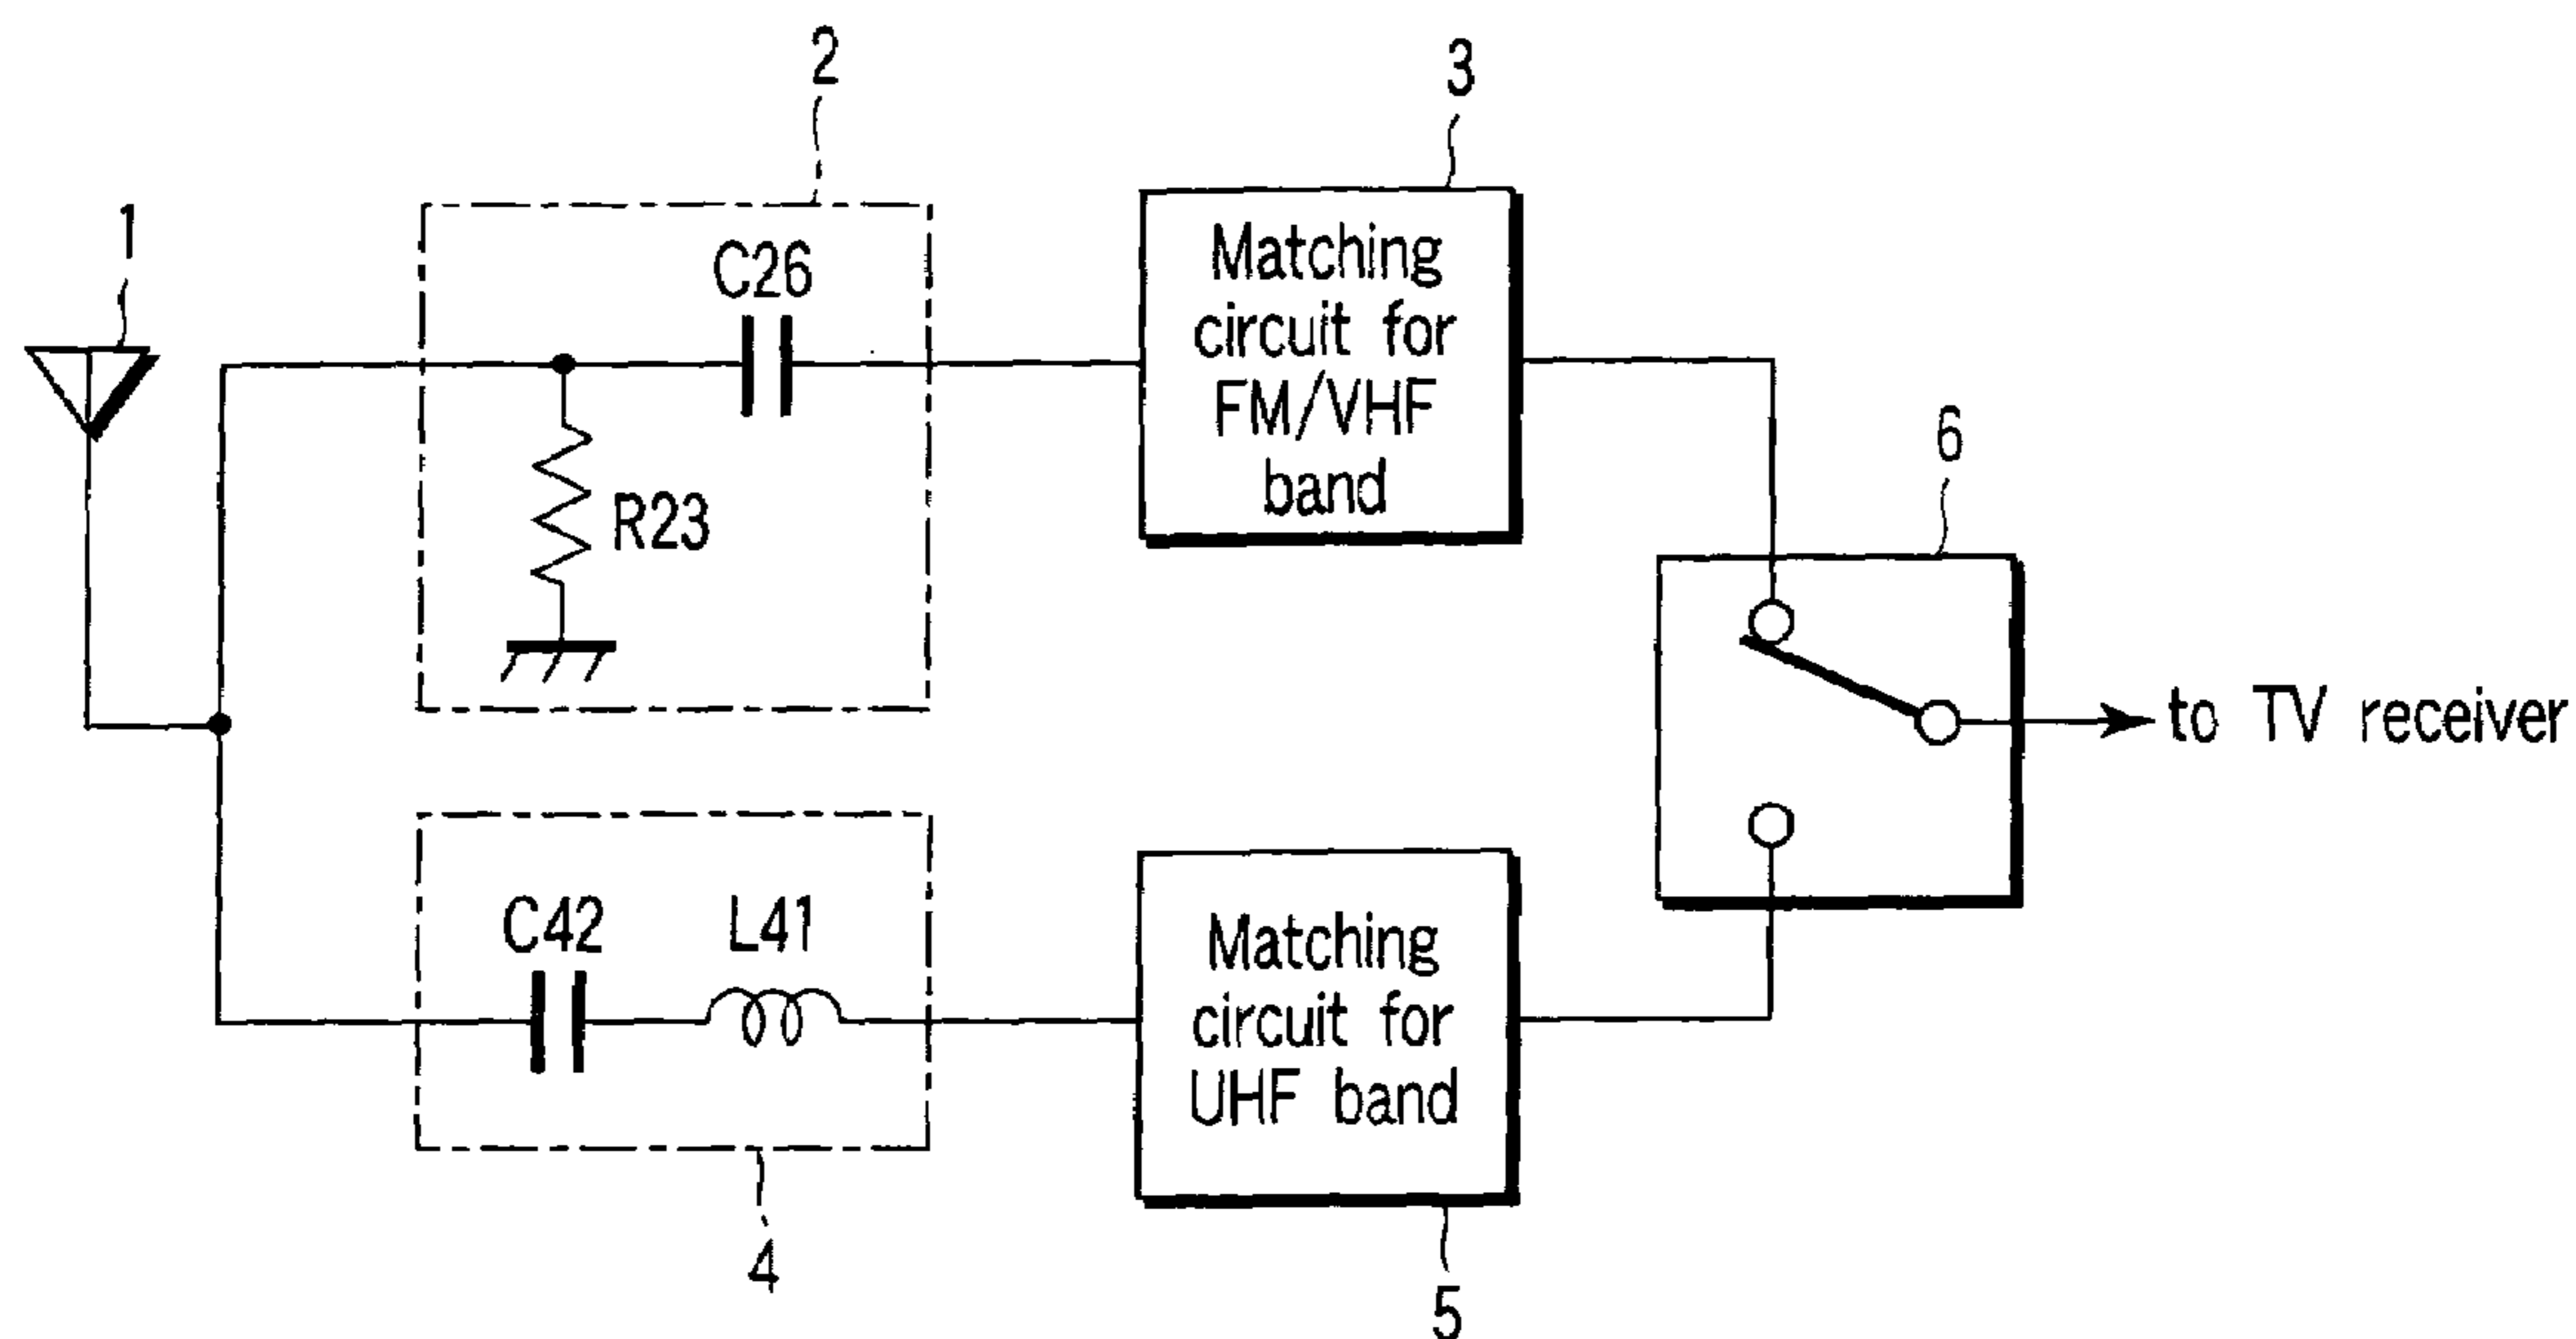 2
3
1
C26
Matching
circuit for
FM/VHF
band
R23
6
to TV receiver
C42
L41
Matching
circuit for
UHF band
4
5